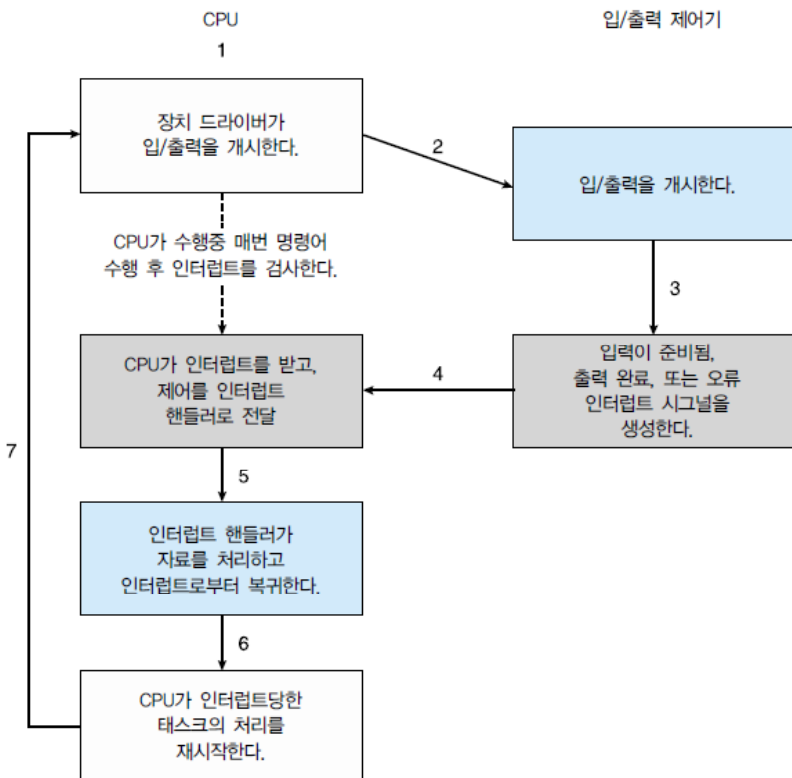 CPU
입/출력 제어기
1
장치 드라이버가
입/출력을 개시한다.
2
입/출력을 개시한다.
CPU가 수행중 매번 명령어
수행 후 인터럽트를 검사한다.
3
CPU가 인터럽트를 받고,
제어를 인터럽트
핸들러로 전달
4
입력이 준비됨,
출력 완료, 또는 오류
인터럽트 시그널을
생성한다.
7
5
인터럽트 핸들러가
자료를 처리하고
인터럽트로부터 복귀한다.
6
CPU가 인터럽트당한
태스크의 처리를
재시작한다.